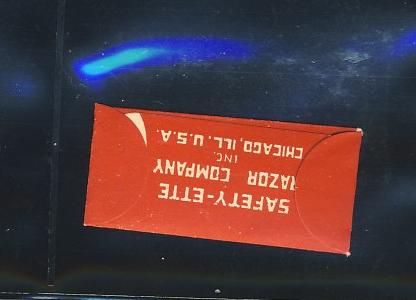 SAFETY-ETTE
RAZOR COMPANY
INC.
CHICAGO, ILL. U.S.A.